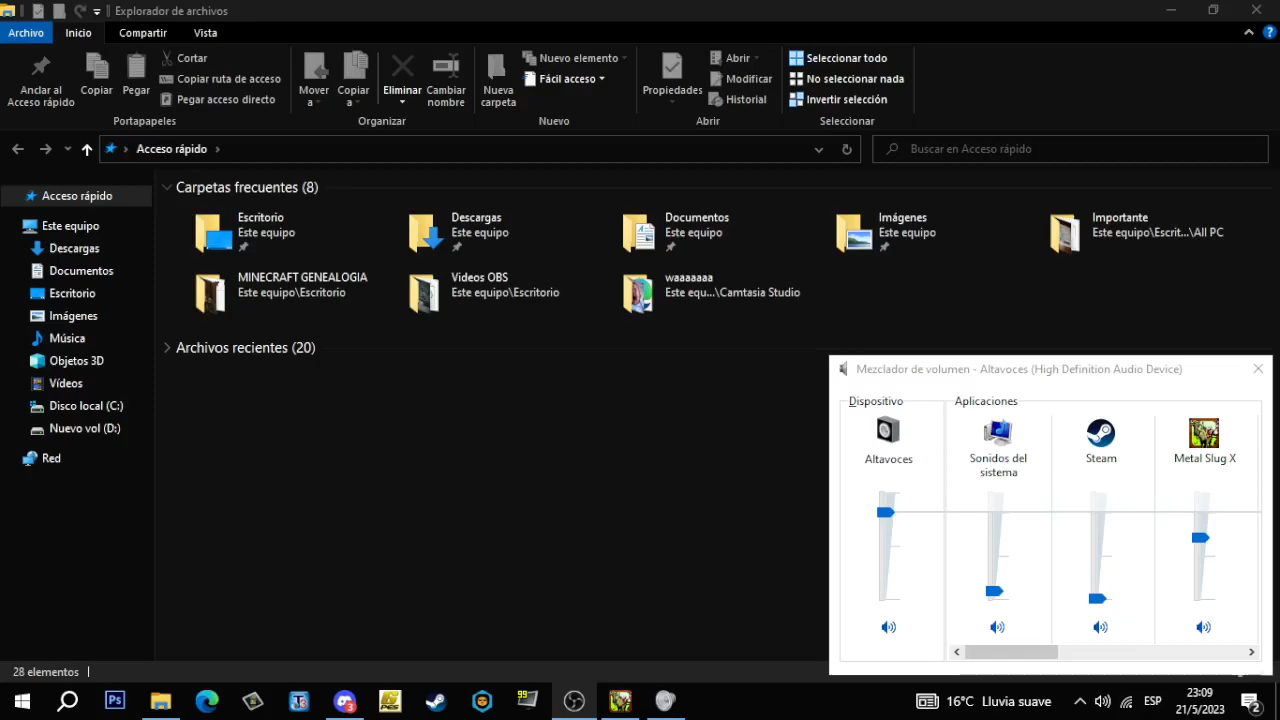 Explorador de archivos
Archivo Inicio Compartir Vista
Anclar al
Acceso rápido
Copiar
Pegar
Cortar
Copiar ruta de acceso
Pegar acceso directo
Portapapeles
Mover
a
Copiar
a
Eliminar
Cambiar
nombre
Organizar
Nueva
carpeta
Nuevo elemento
Fácil acceso
Nuevo
Propiedades
Abrir
Modificar
Historial
Abrir
Seleccionar todo
No seleccionar nada
Invertir selección
Seleccionar
Acceso rápido
Buscar en Acceso rápido
Acceso rápido
Este equipo
Descargas
Documentos
Escritorio
Imágenes
Música
Objetos 3D
Vídeos
Disco local (C:)
Nuevo vol (D:)
Red
Carpetas frecuentes (8)
Escritorio
Este equipo
Descargas
Este equipo
Documentos
Este equipo
Imágenes
Este equipo
Importante
Este equipo\Escrit...\All PC
MINECRAFT GENEALOGIA
Este equipo\Escritorio
Videos OBS
Este equipo\Escritorio
waaaaaaa
Este equ...\Camtasia Studio
Archivos recientes (20)
Mezclador de volumen - Altavoces (High Definition Audio Device)
Dispositivo
Aplicaciones
Altavoces
Sonidos del
sistema
Steam
Metal Slug X
28 elementos
16°C Lluvia suave
ESP
23:09
21/5/2023